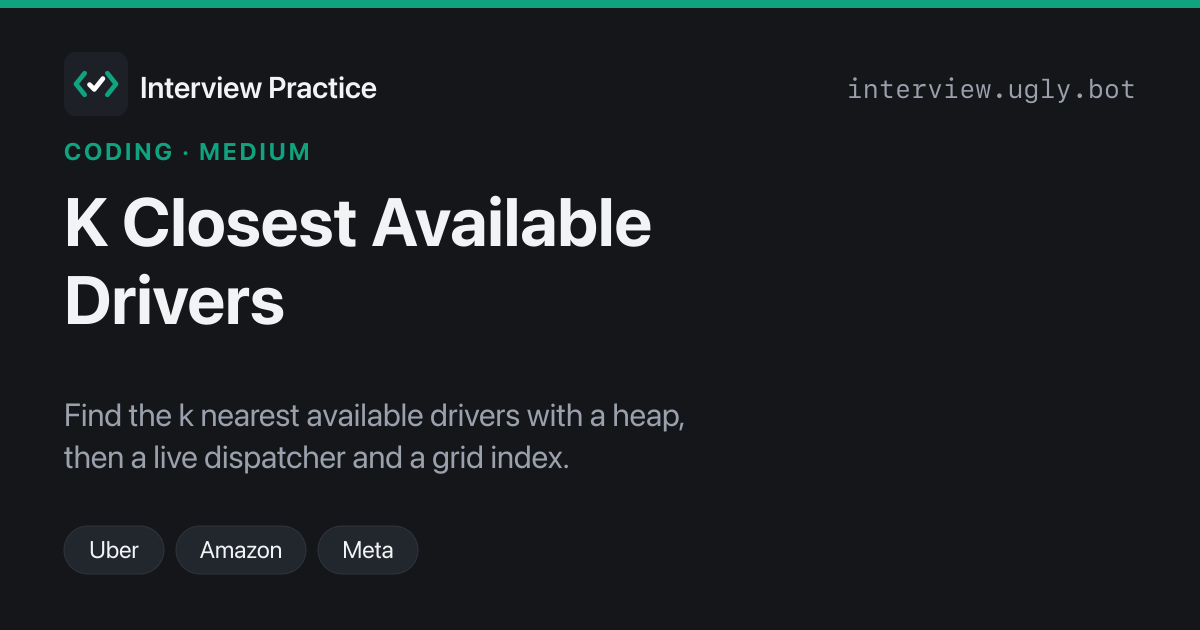 Interview Practice
interview.ugly.bot
CODING · MEDIUM
K Closest Available
Drivers
Find the k nearest available drivers with a heap,
then a live dispatcher and a grid index.
Uber
Amazon
Meta